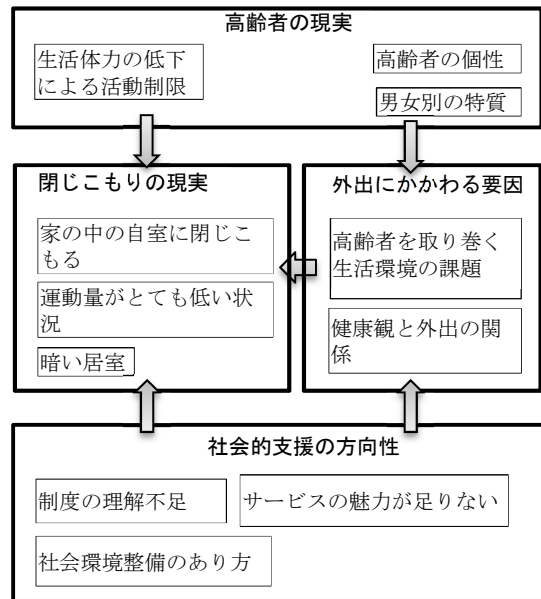 高齢者の現実
生活体力の低下
による活動制限
高齢者の個性
男女別の特質
閉じこもりの現実
家の中の自室に閉じこ
もる
運動量がとても低い状
況
暗い居室
外出にかかわる要因
高齢者を取り巻く
生活環境の課題
健康観と外出の関
係
社会的支援の方向性
制度の理解不足
サービスの魅力が足りない
社会環境整備のあり方